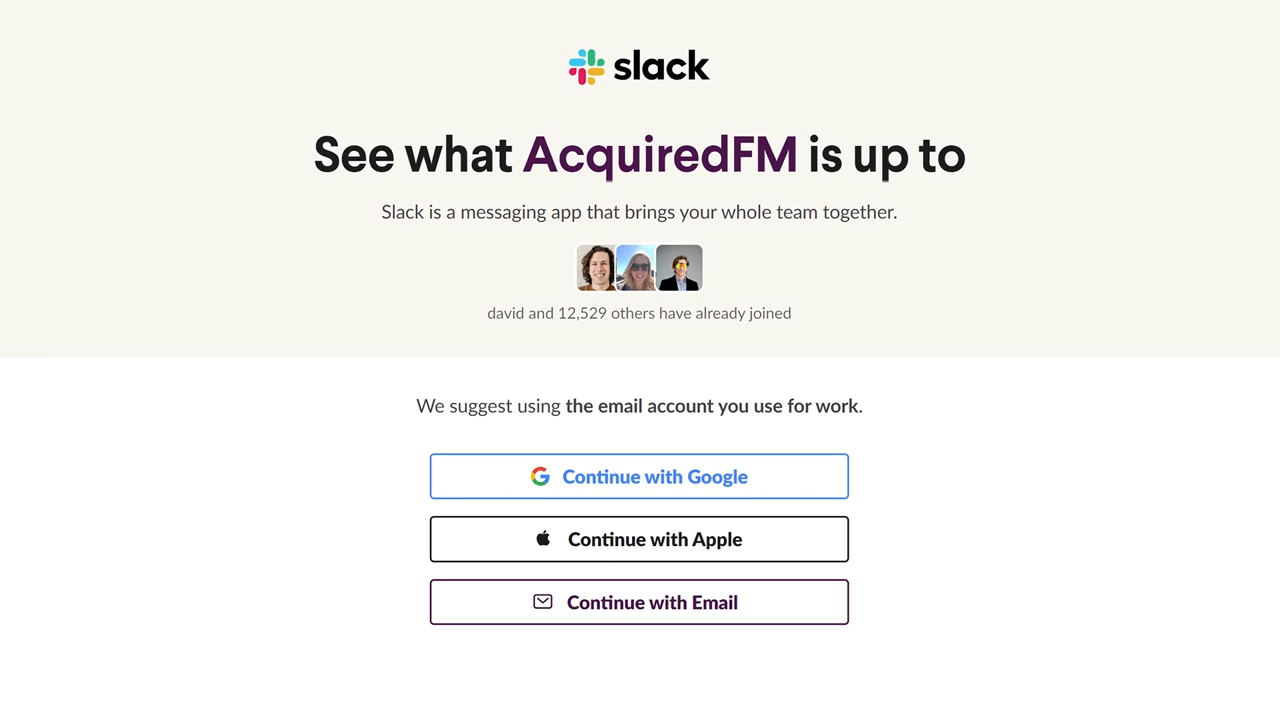 slack
See what AcquiredFM is up to
Slack is a messaging app that brings your whole team together.
david and 12,529 others have already joined
We suggest using the email account you use for work.
Continue with Google
Continue with Apple
Continue with Email